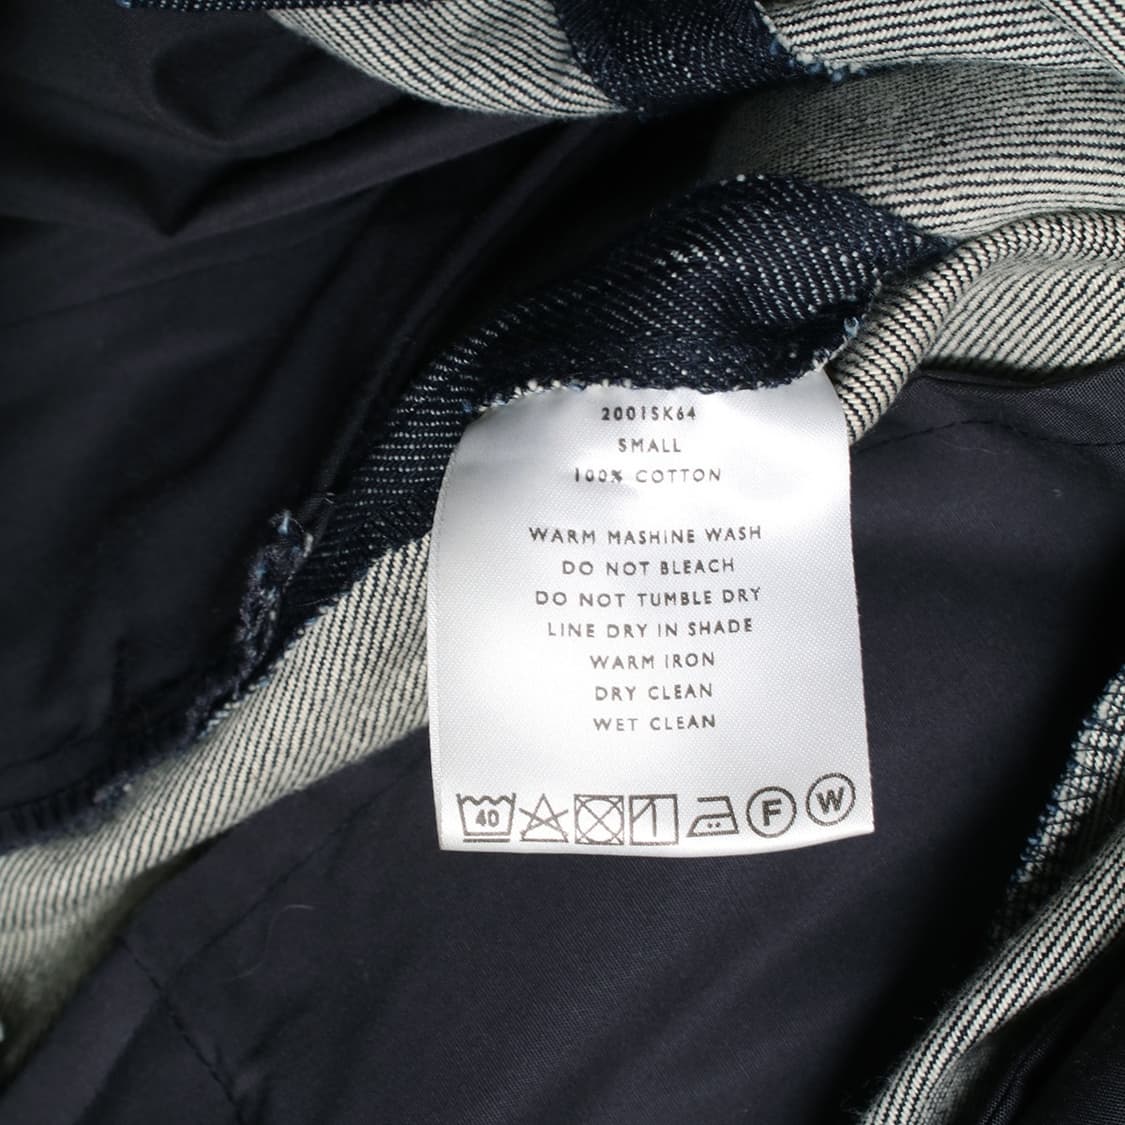 2001SK64
SMALL
100% COTTON
WARM MASHINE WASH
DO NOT BLEACH
DO NOT TUMBLE DRY
LINE DRY IN SHADE
WARM IRON
DRY CLEAN
WET CLEAN
40 F W